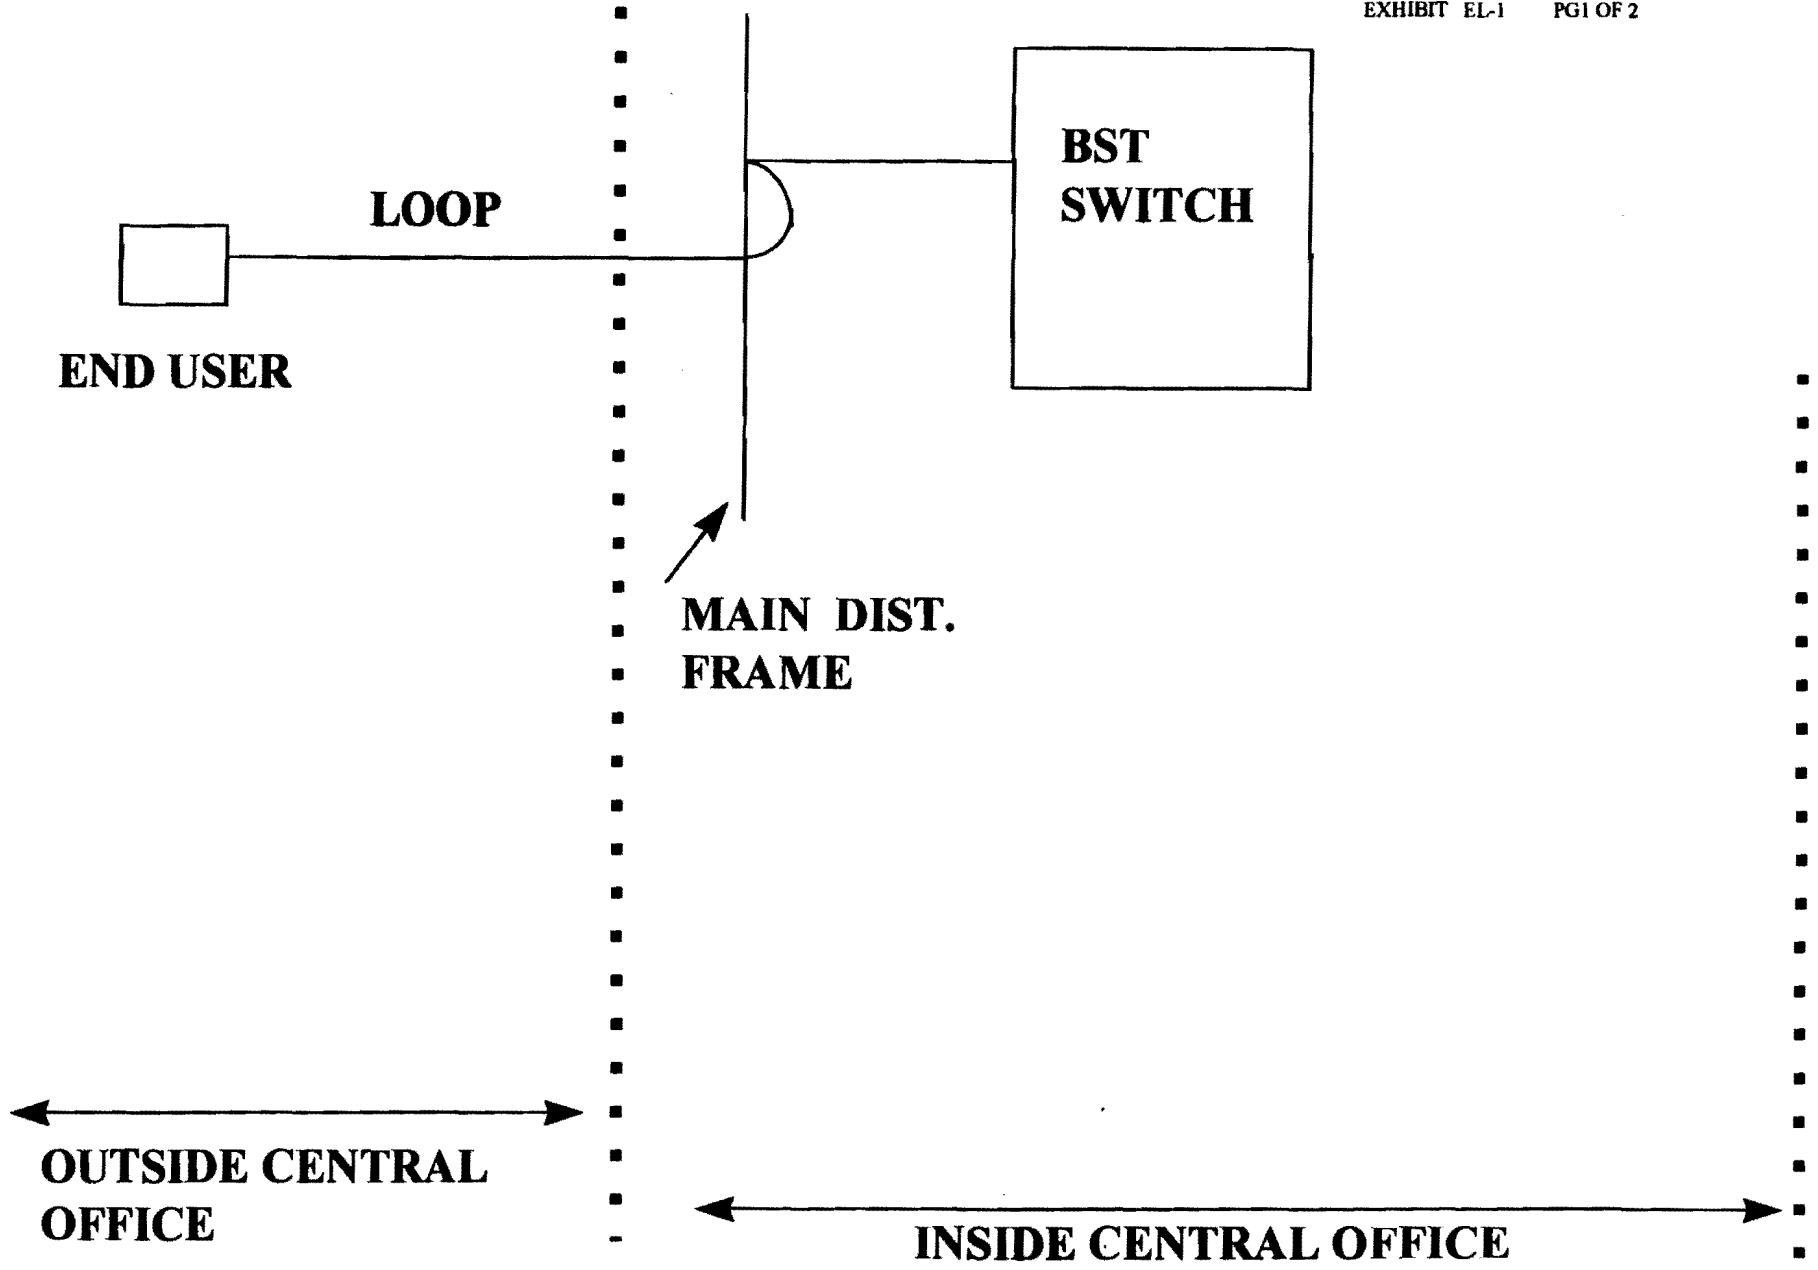 EXHIBIT EL-1 PG1 OF 2
BST
SWITCH
LOOP
END USER
MAIN DIST.
FRAME
OUTSIDE CENTRAL
OFFICE
INSIDE CENTRAL OFFICE